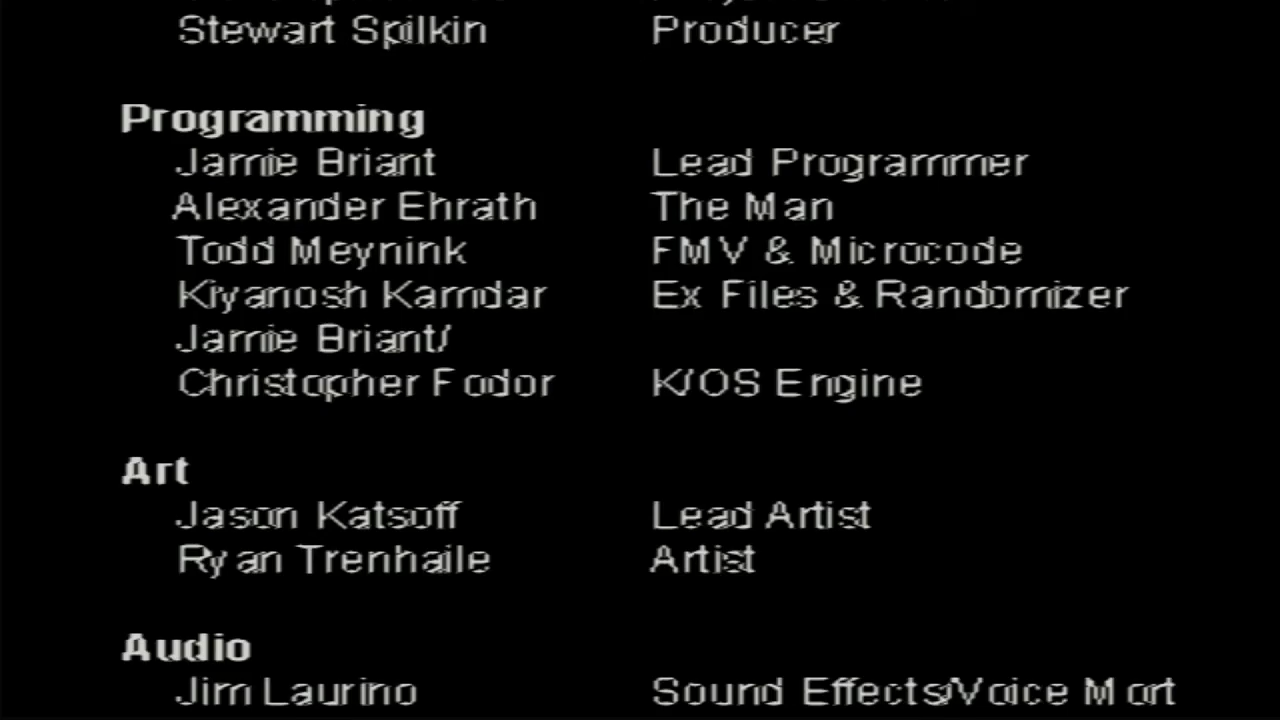 Stewart Spilkin Producer
Programming
Jamie Briant Lead Programmer
Alexander Ehrath The Man
Todd Meynink FMV & Microcode
Kiyanosh Kamdar Ex Files & Randomizer
Jamie Briant/
Christopher Fodor K/OS Engine
Art
Jason Katsoff Lead Artist
Ryan Trenhaile Artist
Audio
Jim Laurino Sound Effects/Voice Mort